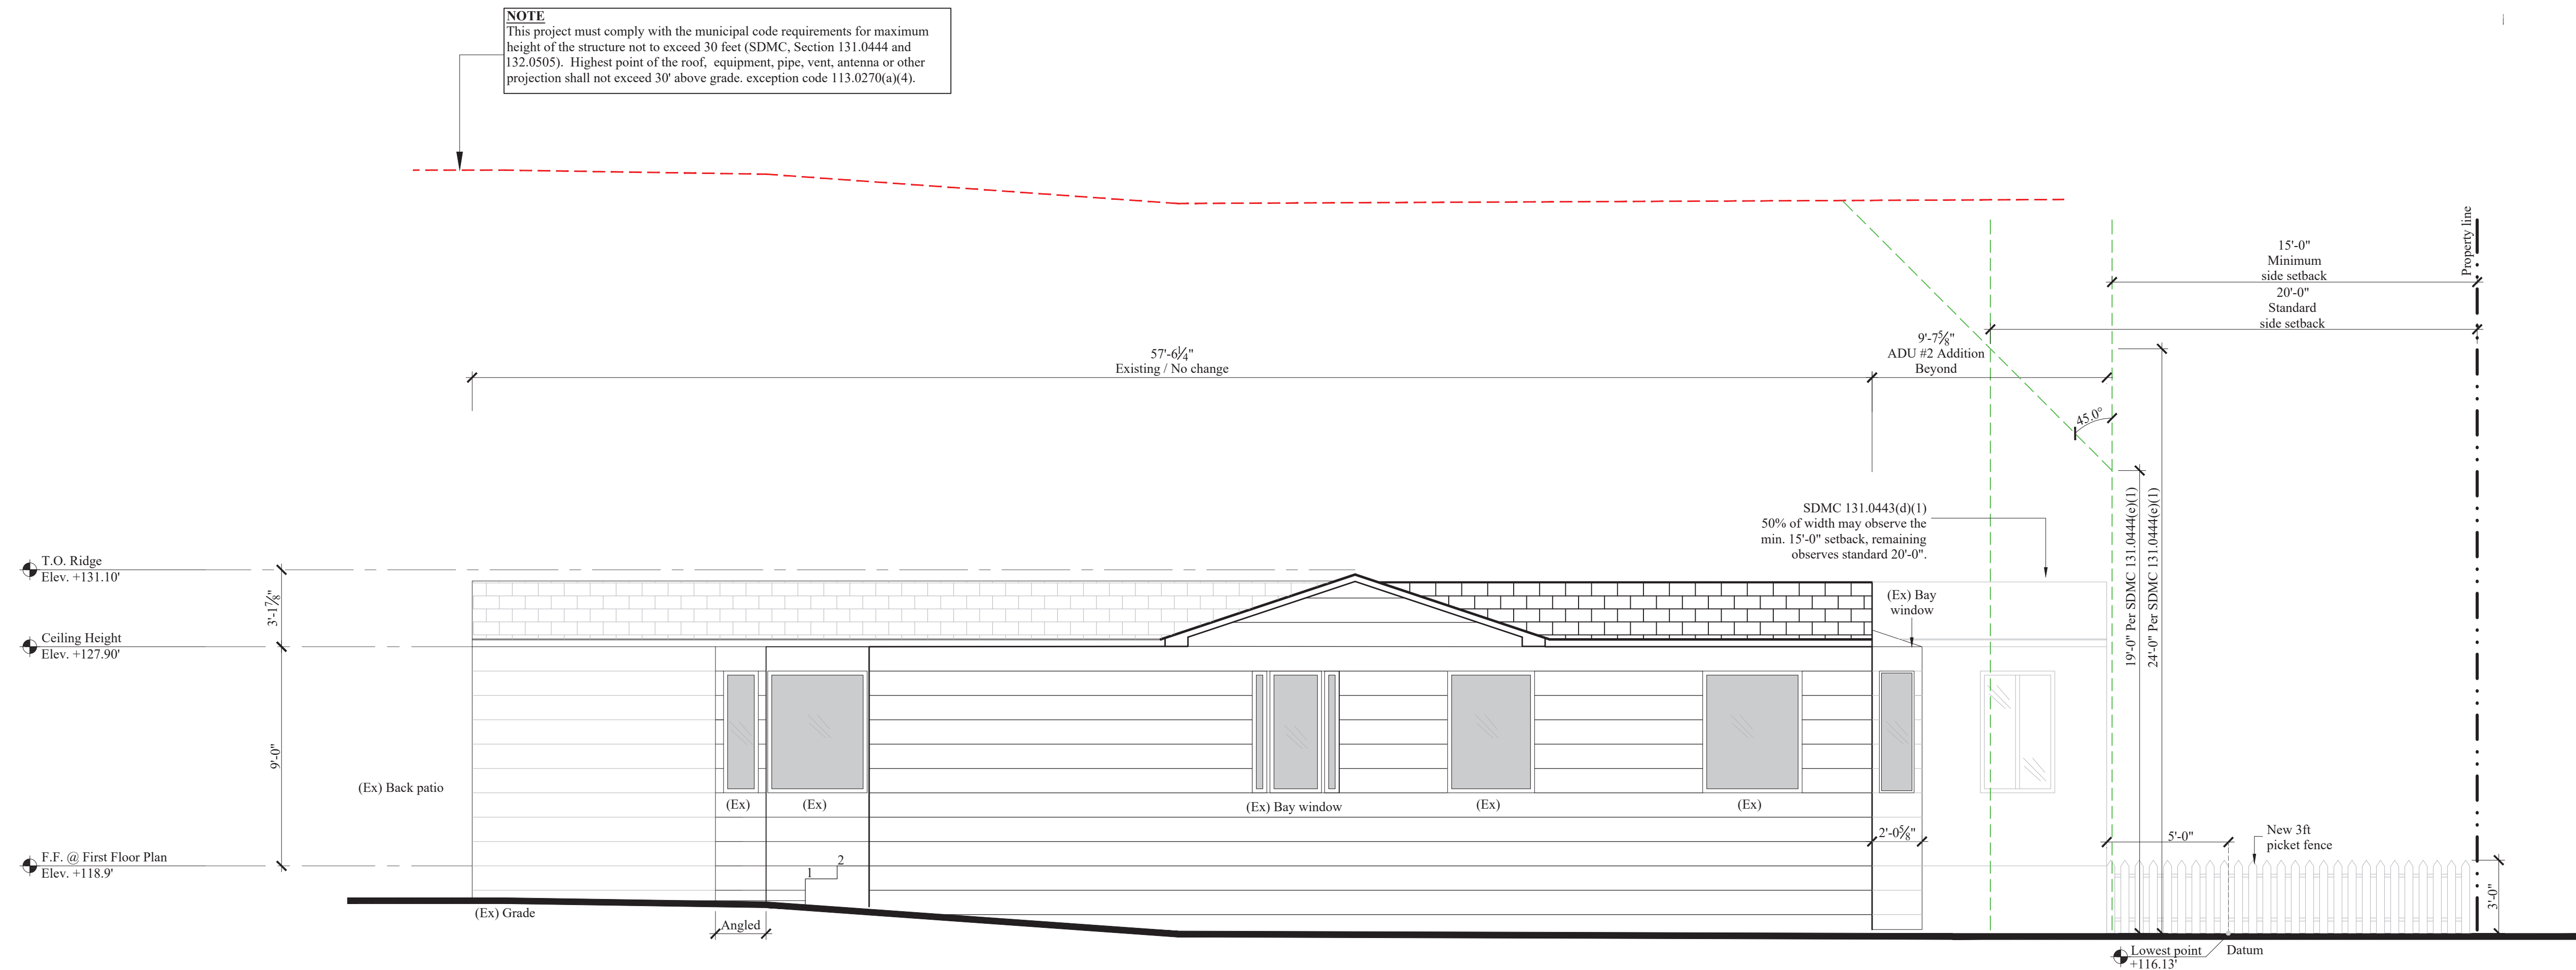 NOTE
This project must comply with the municipal code requirements for maximum
height of the structure not to exceed 30 feet (SDMC, Section 131.0444 and
132.0505). Highest point of the roof, equipment, pipe, vent, antenna or other
projection shall not exceed 30' above grade. exception code 113.0270(a)(4).
Property line
15'-0"
Minimum
side setback
20'-0"
Standard
side setback
57'-6 1/4"
Existing / No change
9'-7 5/8"
ADU #2 Addition
Beyond
45.0°
SDMC 131.0443(d)(1)
50% of width may observe the
min. 15'-0" setback, remaining
observes standard 20'-0".
19'-0" Per SDMC 131.0444(e)(1)
24'-0" Per SDMC 131.0444(e)(1)
T.O. Ridge
Elev. +131.10'
3'-1 7/8"
(Ex) Bay
window
Ceiling Height
Elev. +127.90'
9'-0"
(Ex) Back patio
(Ex)
(Ex)
(Ex) Bay window
(Ex)
(Ex)
2'-0 5/8"
5'-0"
New 3ft
picket fence
F.F. @ First Floor Plan
Elev. +118.9'
1
2
3'-0"
(Ex) Grade
Angled
Lowest point
+116.13'
Datum